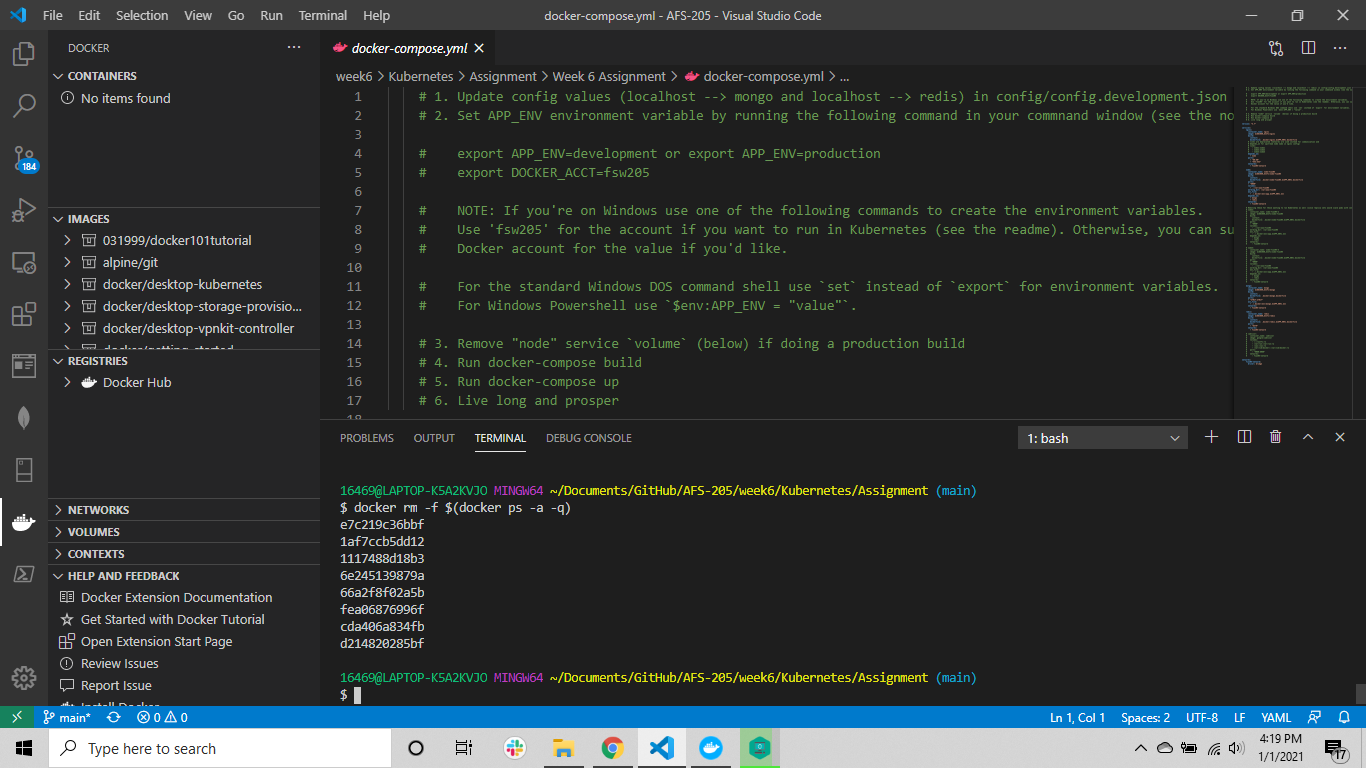 File Edit Selection View Go Run Terminal Help docker-compose.yml - AFS-205 - Visual Studio Code
DOCKER
CONTAINERS
No items found
184
IMAGES
031999/docker101tutorial
alpine/git
docker/desktop-kubernetes
docker/desktop-storage-provisio...
docker/desktop-vpnkit-controller
docker/getting-started
REGISTRIES
Docker Hub
NETWORKS
VOLUMES
CONTEXTS
HELP AND FEEDBACK
Docker Extension Documentation
Get Started with Docker Tutorial
Open Extension Start Page
Review Issues
Report Issue
Install Docker
docker-compose.yml
week6 > Kubernetes > Assignment > Week 6 Assignment > docker-compose.yml > ...
1 # 1. Update config values (localhost --> mongo and localhost --> redis) in config/config.development.json
2 # 2. Set APP_ENV environment variable by running the following command in your commnand window (see the no
3
4 # export APP_ENV=development or export APP_ENV=production
5 # export DOCKER_ACCT=fsw205
6
7 # NOTE: If you're on Windows use one of the following commands to create the environment variables.
8 # Use 'fsw205' for the account if you want to run in Kubernetes (see the readme). Otherwise, you can su
9 # Docker account for the value if you'd like.
10
11 # For the standard Windows DOS command shell use `set` instead of `export` for environment variables.
12 # For Windows Powershell use `$env:APP_ENV = "value"`.
13
14 # 3. Remove "node" service `volume` (below) if doing a production build
15 # 4. Run docker-compose build
16 # 5. Run docker-compose up
17 # 6. Live long and prosper
18
PROBLEMS OUTPUT TERMINAL DEBUG CONSOLE 1: bash
16469@LAPTOP-K5A2KVJO MINGW64 ~/Documents/GitHub/AFS-205/week6/Kubernetes/Assignment (main)
$ docker rm -f $(docker ps -a -q)
e7c219c36bbf
1af7ccb5dd12
1117488d18b3
6e245139879a
66a2f8f02a5b
fea06876996f
cda406a834fb
d214820285bf
16469@LAPTOP-K5A2KVJO MINGW64 ~/Documents/GitHub/AFS-205/week6/Kubernetes/Assignment (main)
$
main* 0 0 Ln 1, Col 1 Spaces: 2 UTF-8 LF YAML
Type here to search
4:19 PM
1/1/2021
17